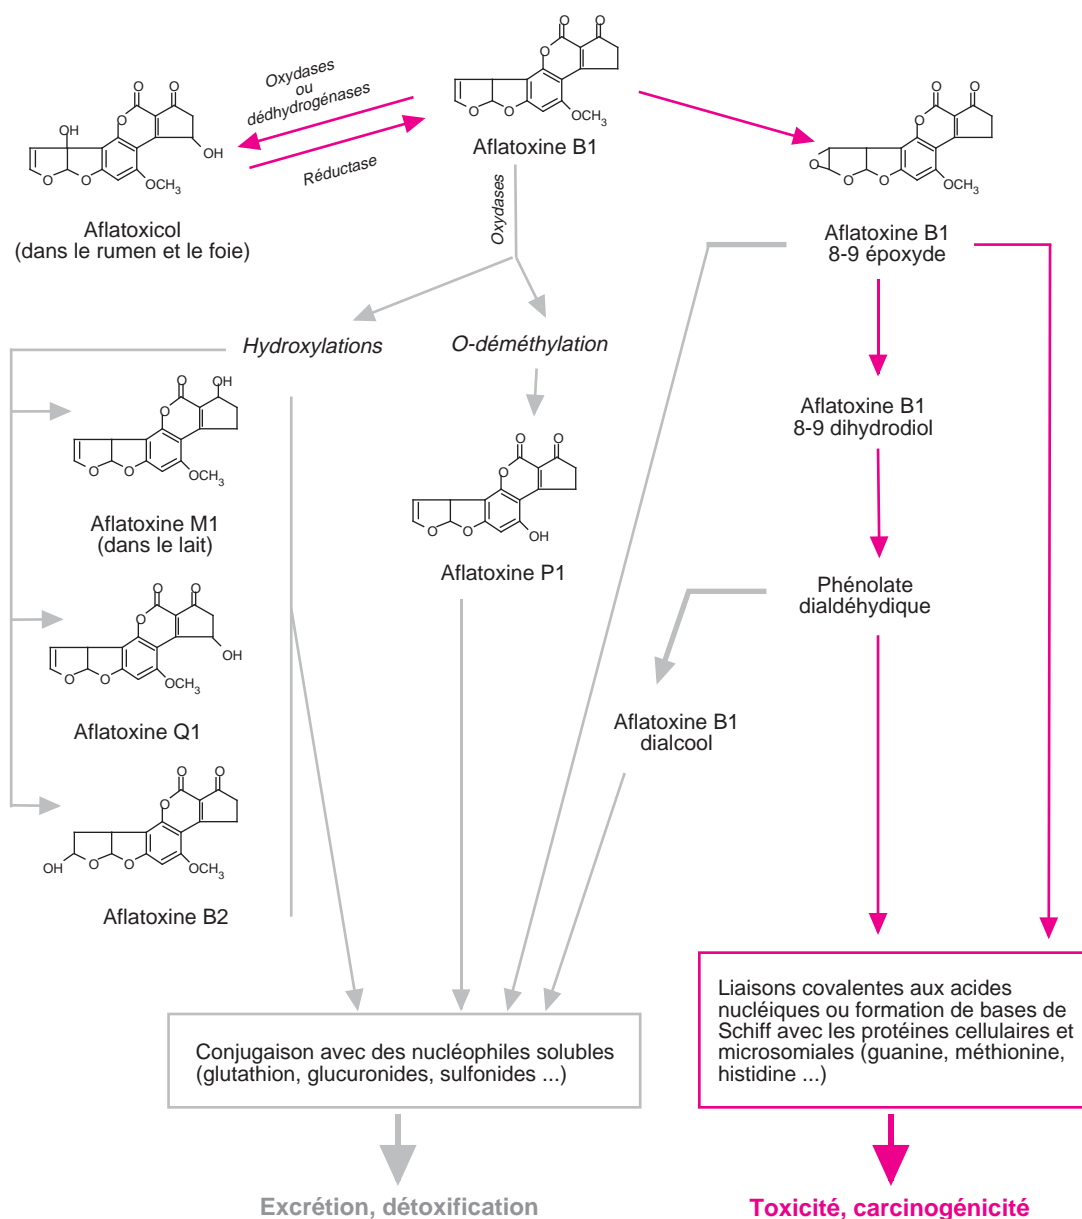 O O
O
O O
OCH3
Aflatoxine B1
Oxydases
ou
dédhydrogénases
Réductase
O O
OH
O
OH
O O
OCH3
Aflatoxicol
(dans le rumen et le foie)
Oxydases
O O
O
O
O O
OCH3
Aflatoxine B1
8-9 époxyde
Hydroxylations
O-déméthylation
OH
O
O
O O
OCH3
Aflatoxine M1
(dans le lait)
O O
O
O O
OH
Aflatoxine P1
Aflatoxine B1
8-9 dihydrodiol
Phénolate
dialdéhydique
O O
O
OH
O O
OCH3
Aflatoxine Q1
Aflatoxine B1
dialcool
O O
O
OH O O
OCH3
Aflatoxine B2
Conjugaison avec des nucléophiles solubles
(glutathion, glucuronides, sulfonides ...)
Liaisons covalentes aux acides
nucléiques ou formation de bases de
Schiff avec les protéines cellulaires et
microsomiales (guanine, méthionine,
histidine ...)
Excrétion, détoxification
Toxicité, carcinogénicité